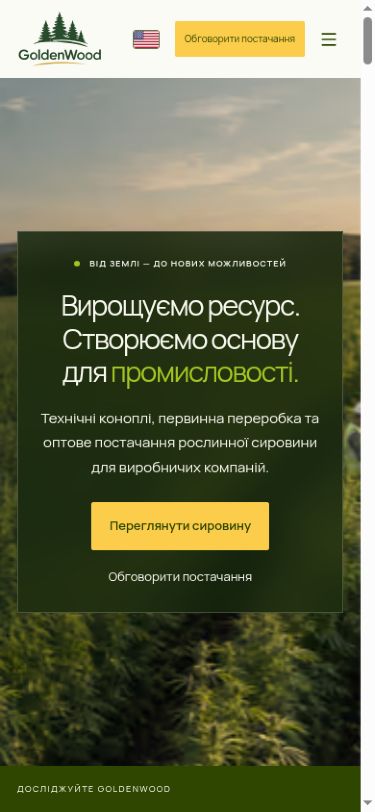 GoldenWood
Обговорити постачання
ВІД ЗЕМЛІ — ДО НОВИХ МОЖЛИВОСТЕЙ
Вирощуємо ресурс.
Створюємо основу
для промисловості.
Технічні коноплі, первинна переробка та
оптове постачання рослинної сировини
для виробничих компаній.
Переглянути сировину
Обговорити постачання
ДОСЛІДЖУЙТЕ GOLDENWOOD